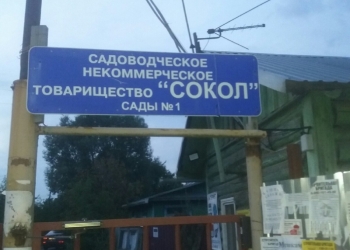 САДОВОДЧЕСКОЕ
НЕКОММЕРЧЕСКОЕ
ТОВАРИЩЕСТВО "СОКОЛ"
САДЫ №1